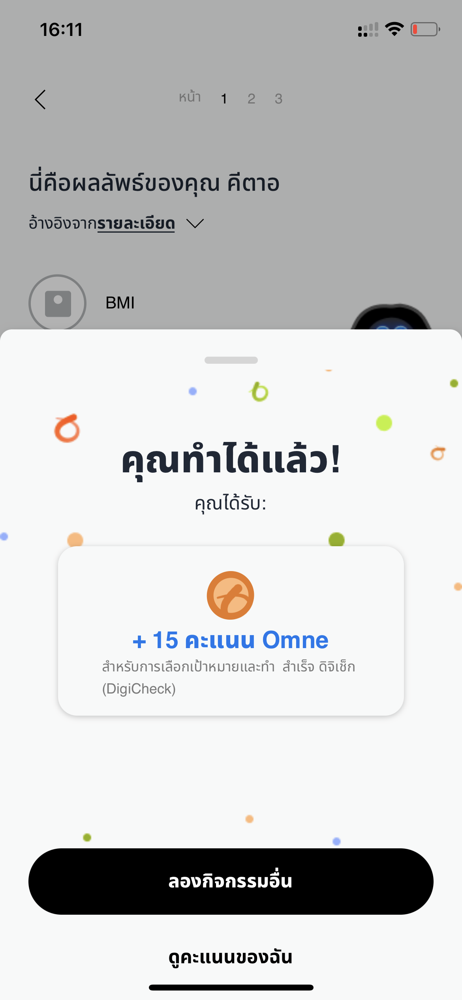 16:11
หน้า 1 2 3
นี่คือผลลัพธ์ของคุณ คีตาอ
อ้างอิงจากรายละเอียด
BMI
คุณทำได้แล้ว!
คุณได้รับ:
+ 15 คะแนน Omne
สำหรับการเลือกเป้าหมายและทำ  สำเร็จ ดิจิเช็ก
(DigiCheck)
ลองกิจกรรมอื่น
ดูคะแนนของฉัน